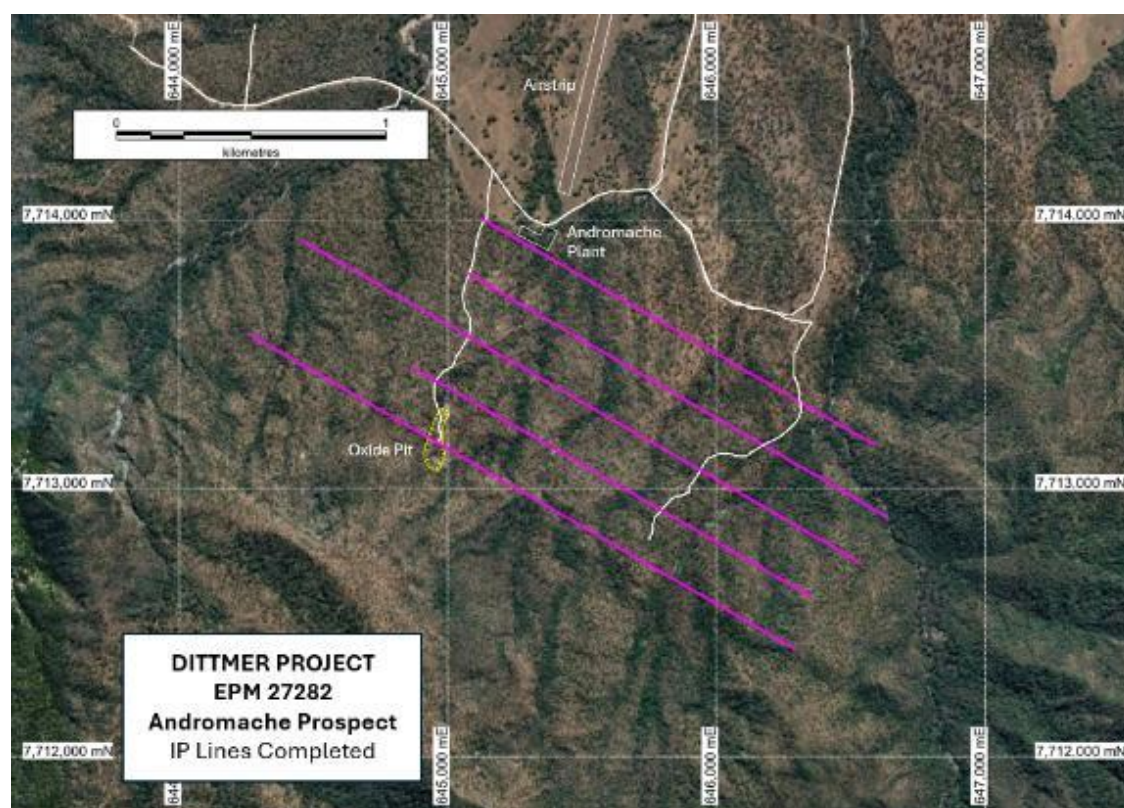 644,000 mE
645,000 mE
646,000 mE
647,000 mE
Airstrip
0 1
kilometres
7,714,000 mN
7,714,000 mN
Andromache
Plant
Oxide Pit
7,713,000 mN
7,713,000 mN
DITTMER PROJECT
EPM 27282
Andromache Prospect
IP Lines Completed
7,712,000 mN
7,712,000 mN
644
645,000 mE
646,000 mE
647,000 mE